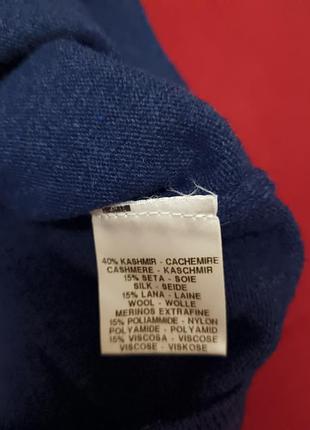 40% KASHMIR - CACHEMIRE
CASHMERE - KASCHMIR
15% SETA - SOIE
SILK - SEIDE
15% LANA - LAINE
WOOL - WOLLE
MERINOS EXTRAFINE
15% POLIAMMIDE - NYLON
POLYAMIDE - POLYAMID
15% VISCOSA - VISCOSE
VISCOSE - VISKOSE